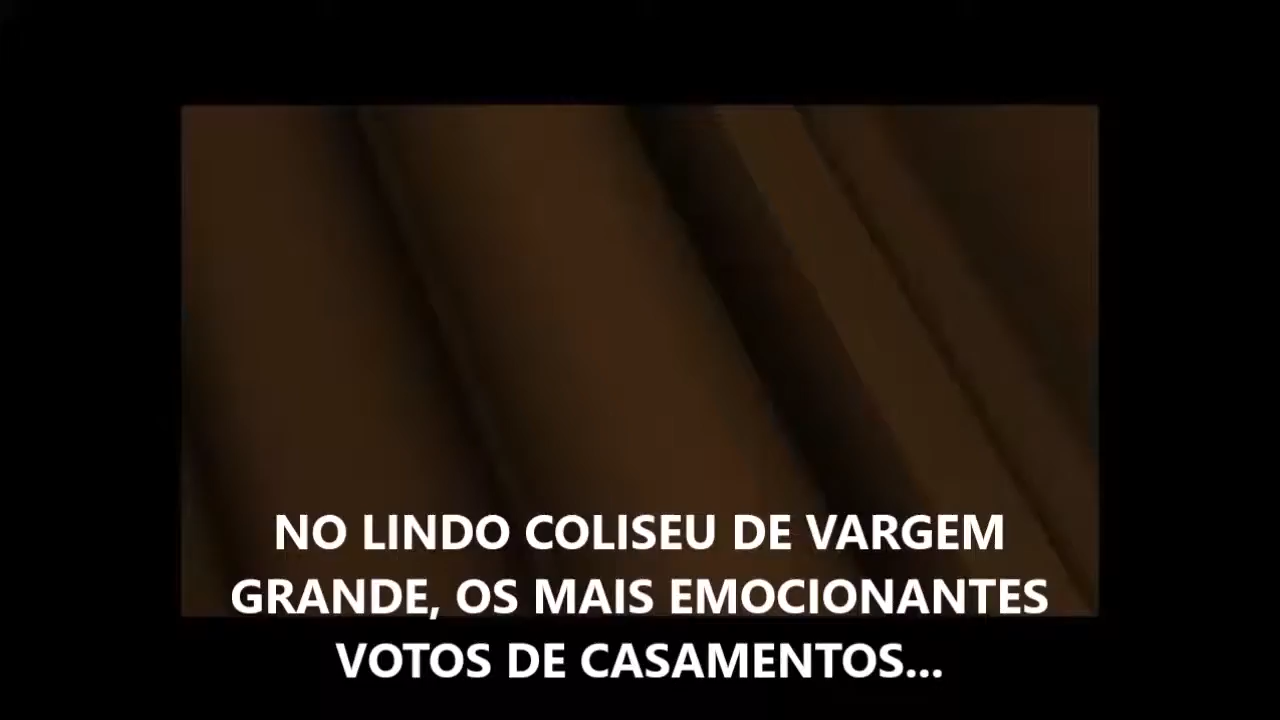 NO LINDO COLISEU DE VARGEM
GRANDE, OS MAIS EMOCIONANTES
VOTOS DE CASAMENTOS...